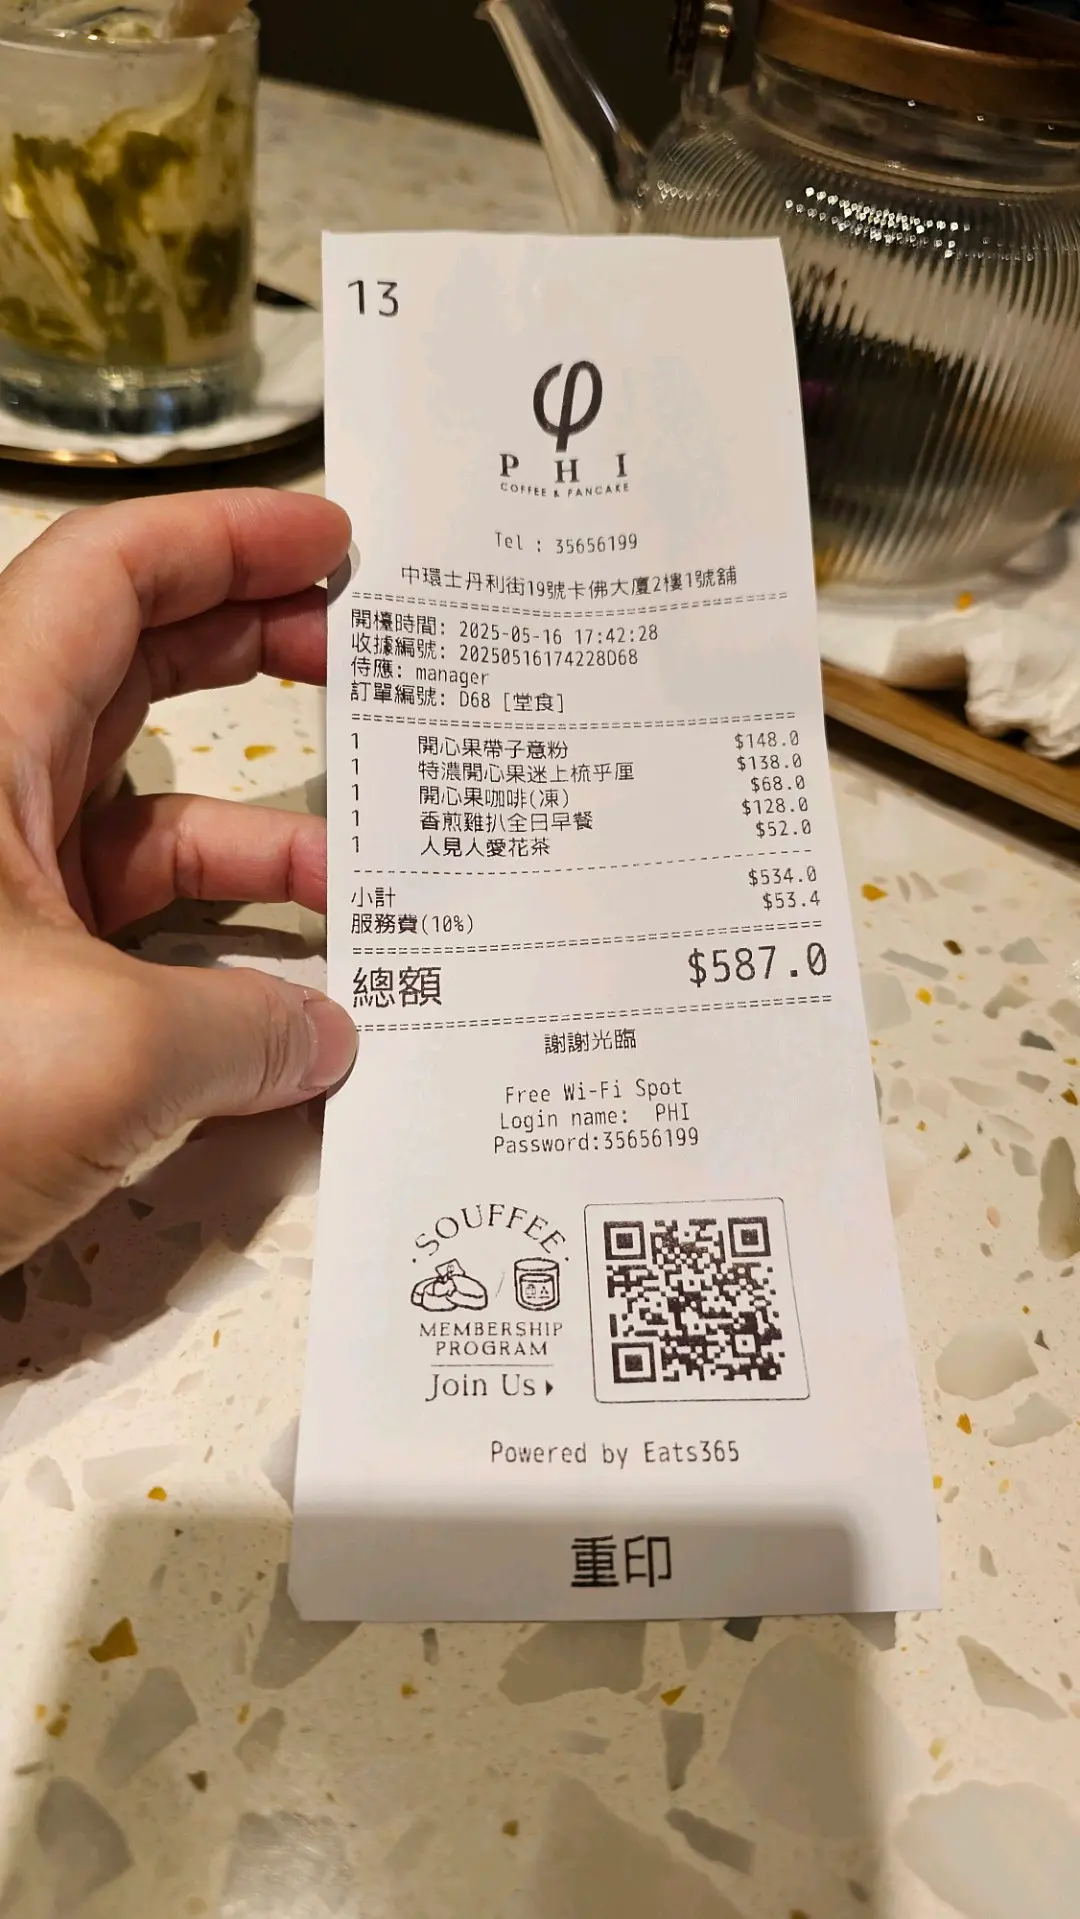 13
φ
PHI
COFFEE & PANCAKE
Tel : 35656199
中環士丹利街19號卡佛大廈2樓1號舖
開檯時間: 2025-05-16 17:42:28
收據編號: 20250516174228D68
侍應: manager
訂單編號: D68 [堂食]
1 開心果帶子意粉 $148.0
1 特濃開心果迷上梳乎厘 $138.0
1 開心果咖啡(凍) $68.0
1 香煎雞扒全日早餐 $128.0
1 人見人愛花茶 $52.0
小計 $534.0
服務費(10%) $53.4
總額 $587.0
謝謝光臨
Free Wi-Fi Spot
Login name: PHI
Password:35656199
·SOUFFEE·
MEMBERSHIP
PROGRAM
Join Us
Powered by Eats365
重印